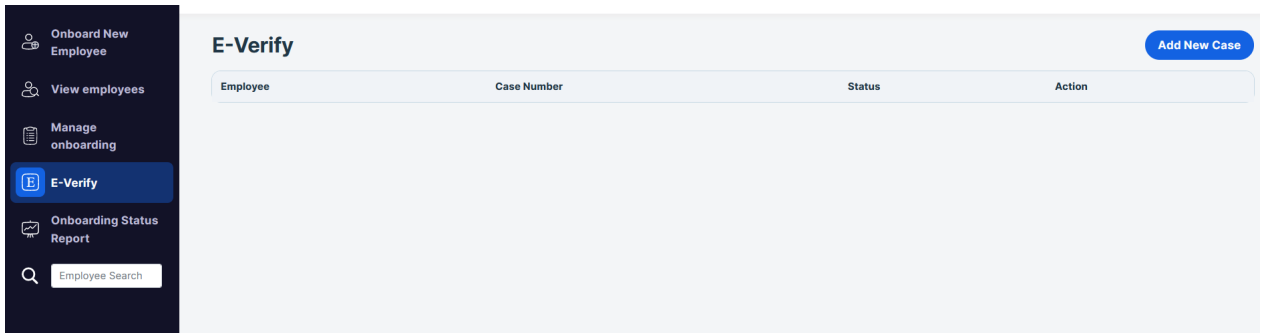 Onboard New
Employee
View employees
Manage
onboarding
E
E-Verify
Onboarding Status
Report
Employee Search
E-Verify
Add New Case
Employee Case Number Status Action